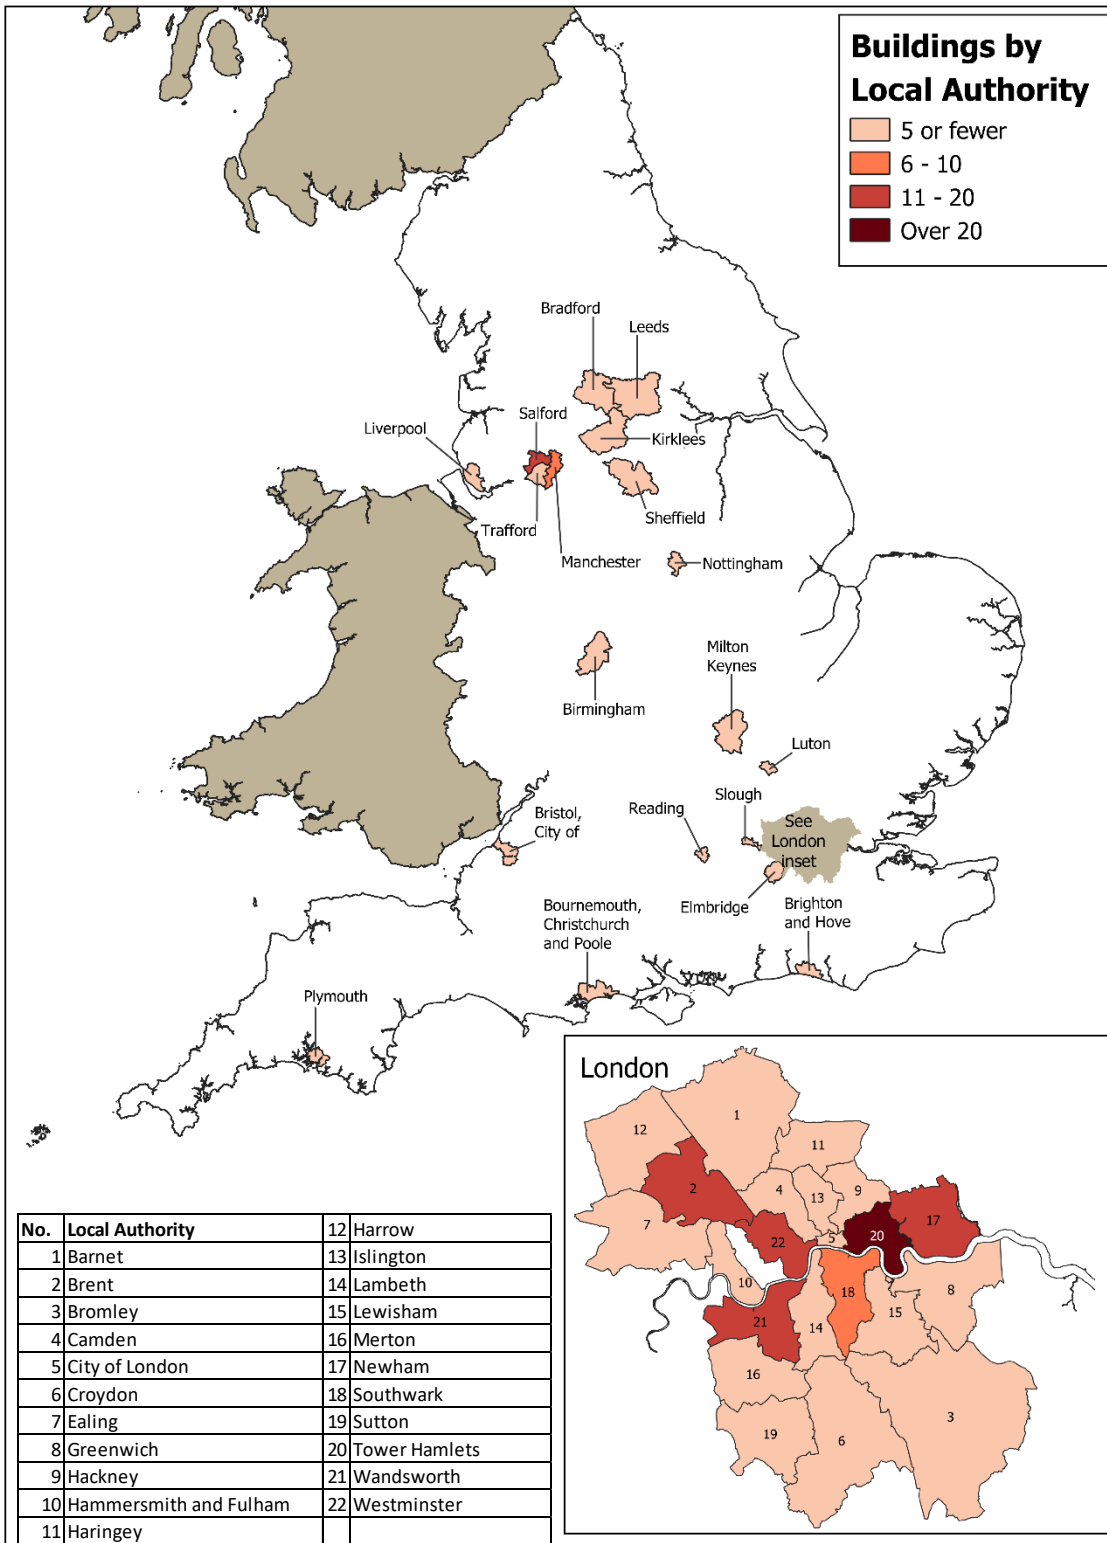 Buildings by
Local Authority
5 or fewer
6 - 10
11 - 20
Over 20
Bradford
Leeds
Salford
Liverpool
Kirklees
Trafford
Sheffield
Manchester
Nottingham
Milton
Keynes
Birmingham
Luton
Slough
Reading
Bristol,
City of
See
London
inset
Elmbridge
Brighton
and Hove
Bournemouth,
Christchurch
and Poole
Plymouth
London
1
12
11
2
4
13
9
17
7
22
5
20
10
18
8
21
14
15
16
3
19
6
No. Local Authority 12 Harrow
1 Barnet 13 Islington
2 Brent 14 Lambeth
3 Bromley 15 Lewisham
4 Camden 16 Merton
5 City of London 17 Newham
6 Croydon 18 Southwark
7 Ealing 19 Sutton
8 Greenwich 20 Tower Hamlets
9 Hackney 21 Wandsworth
10 Hammersmith and Fulham 22 Westminster
11 Haringey